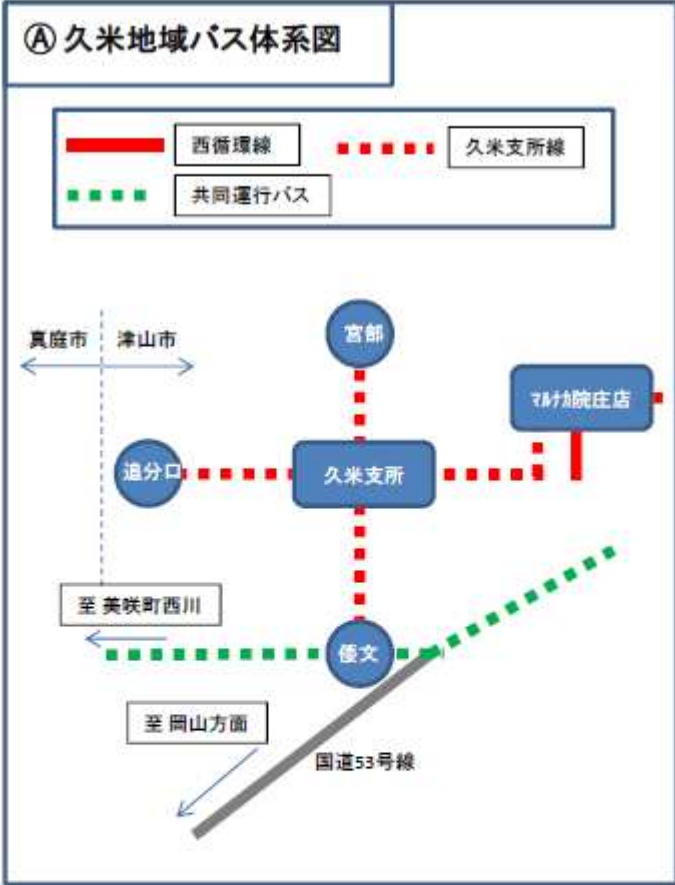 Ⓐ 久米地域バス体系図
西循環線
久米支所線
共同運行バス
真庭市
津山市
宮部
マルナカ院庄店
追分口
久米支所
至 美咲町西川
倭文
至 岡山方面
国道53号線